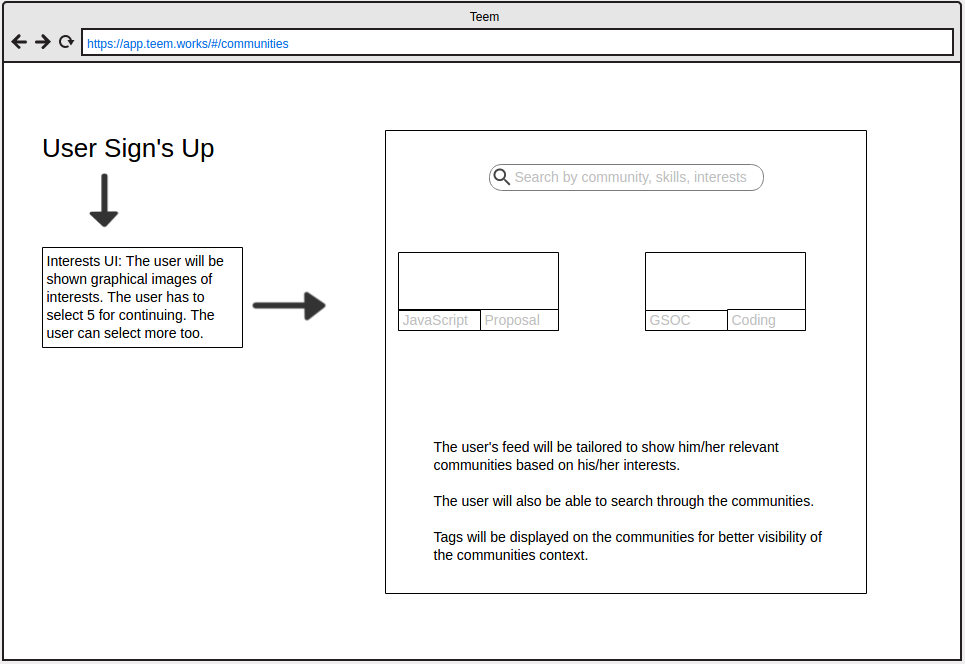 Teem
https://app.teem.works/#/communities
User Sign's Up
Interests UI: The user will be
shown graphical images of
interests. The user has to
select 5 for continuing. The
user can select more too.
Search by community, skills, interests
JavaScript Proposal
GSOC Coding
The user's feed will be tailored to show him/her relevant
communities based on his/her interests.
The user will also be able to search through the communities.
Tags will be displayed on the communities for better visibility of
the communities context.